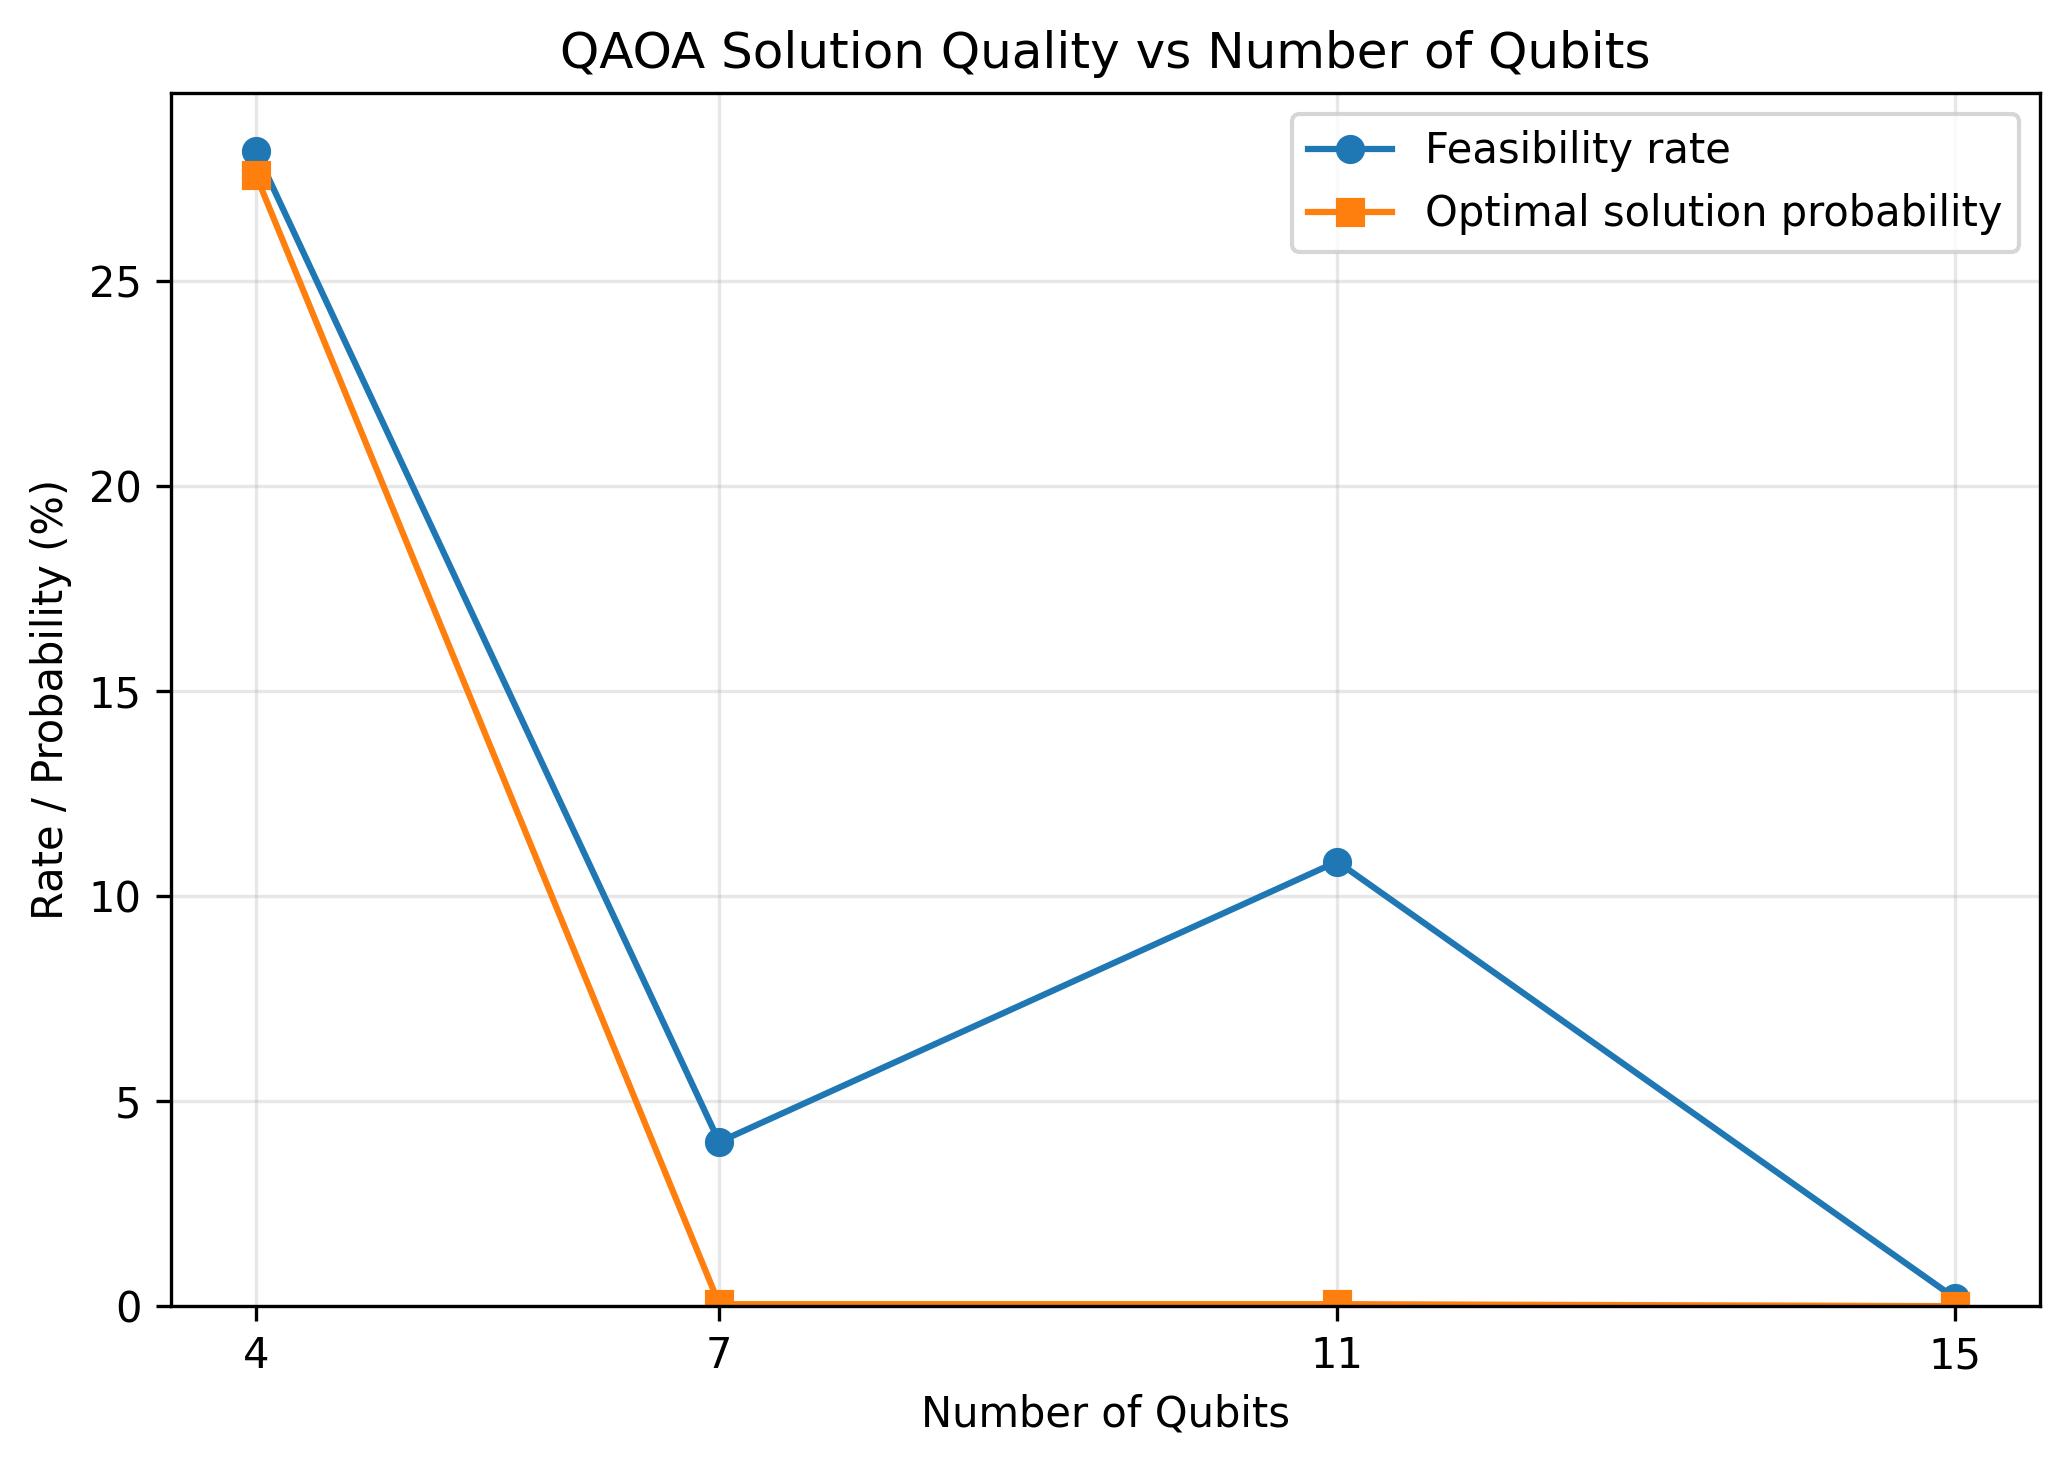 QAOA Solution Quality vs Number of Qubits
Feasibility rate
Optimal solution probability
Rate / Probability (%)
25
20
15
10
5
0
4 7 11 15
Number of Qubits